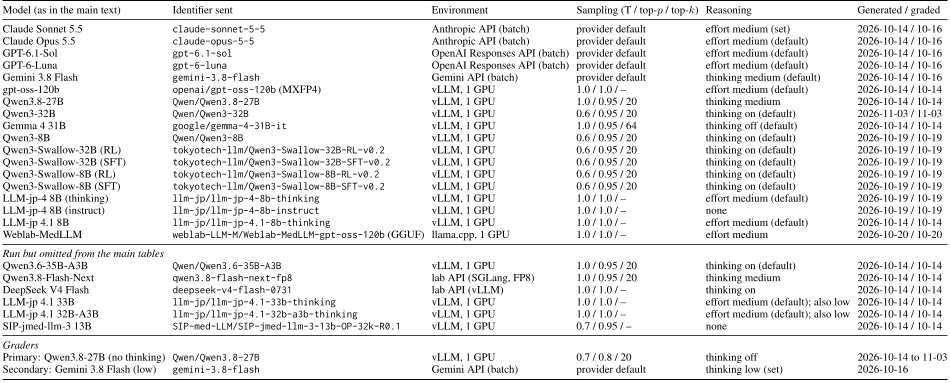 Model (as in the main text) Identifier sent Environment Sampling (T / top-p / top-k) Reasoning Generated / graded
Claude Sonnet 5.5 claude-sonnet-5-5 Anthropic API (batch) provider default effort medium (set) 2026-10-14 / 10-16
Claude Opus 5.5 claude-opus-5-5 Anthropic API (batch) provider default effort medium (default) 2026-10-14 / 10-16
GPT-6.1-Sol gpt-6.1-sol OpenAI Responses API (batch) provider default effort medium (default) 2026-10-14 / 10-16
GPT-6-Luna gpt-6-luna OpenAI Responses API (batch) provider default effort medium (default) 2026-10-14 / 10-16
Gemini 3.8 Flash gemini-3.8-flash Gemini API (batch) provider default thinking medium (default) 2026-10-14 / 10-16
gpt-oss-120b openai/gpt-oss-120b (MXFP4) vLLM, 1 GPU 1.0 / 1.0 / – effort medium (default) 2026-10-14 / 10-14
Qwen3.8-27B Qwen/Qwen3.8-27B vLLM, 1 GPU 1.0 / 0.95 / 20 thinking medium 2026-10-14 / 10-14
Qwen3-32B Qwen/Qwen3-32B vLLM, 1 GPU 0.6 / 0.95 / 20 thinking on (default) 2026-11-03 / 11-03
Gemma 4 31B google/gemma-4-31B-it vLLM, 1 GPU 1.0 / 0.95 / 64 thinking off (default) 2026-10-14 / 10-14
Qwen3-8B Qwen/Qwen3-8B vLLM, 1 GPU 0.6 / 0.95 / 20 thinking on (default) 2026-10-19 / 10-19
Qwen3-Swallow-32B (RL) tokyotech-llm/Qwen3-Swallow-32B-RL-v0.2 vLLM, 1 GPU 0.6 / 0.95 / 20 thinking on (default) 2026-10-19 / 10-19
Qwen3-Swallow-32B (SFT) tokyotech-llm/Qwen3-Swallow-32B-SFT-v0.2 vLLM, 1 GPU 0.6 / 0.95 / 20 thinking on (default) 2026-10-19 / 10-19
Qwen3-Swallow-8B (RL) tokyotech-llm/Qwen3-Swallow-8B-RL-v0.2 vLLM, 1 GPU 0.6 / 0.95 / 20 thinking on (default) 2026-10-19 / 10-19
Qwen3-Swallow-8B (SFT) tokyotech-llm/Qwen3-Swallow-8B-SFT-v0.2 vLLM, 1 GPU 0.6 / 0.95 / 20 thinking on (default) 2026-10-19 / 10-19
LLM-jp-4 8B (thinking) llm-jp/llm-jp-4-8b-thinking vLLM, 1 GPU 1.0 / 1.0 / – effort medium (default) 2026-10-19 / 10-19
LLM-jp-4 8B (instruct) llm-jp/llm-jp-4-8b-instruct vLLM, 1 GPU 1.0 / 1.0 / – none 2026-10-19 / 10-19
LLM-jp 4.1 8B llm-jp/llm-jp-4.1-8b-thinking vLLM, 1 GPU 1.0 / 1.0 / – effort medium (default) 2026-10-14 / 10-14
Weblab-MedLLM weblab-LLM-M/Weblab-MedLLM-gpt-oss-120b (GGUF) llama.cpp, 1 GPU 1.0 / 1.0 / – effort medium 2026-10-20 / 10-20
Run but omitted from the main tables
Qwen3.6-35B-A3B Qwen/Qwen3.6-35B-A3B vLLM, 1 GPU 1.0 / 0.95 / 20 thinking on (default) 2026-10-14 / 10-14
Qwen3.8-Flash-Next qwen3.8-flash-next-fp8 lab API (SGLang, FP8) 1.0 / 0.95 / 20 thinking medium 2026-10-14 / 10-14
DeepSeek V4 Flash deepseek-v4-flash-0731 lab API (vLLM) 1.0 / 1.0 / – thinking on 2026-10-14 / 10-14
LLM-jp 4.1 33B llm-jp/llm-jp-4.1-33b-thinking vLLM, 1 GPU 1.0 / 1.0 / – effort medium (default); also low 2026-10-14 / 10-14
LLM-jp 4.1 32B-A3B llm-jp/llm-jp-4.1-32b-a3b-thinking vLLM, 1 GPU 1.0 / 1.0 / – effort medium (default); also low 2026-10-14 / 10-14
SIP-jmed-llm-3 13B SIP-med-LLM/SIP-jmed-llm-3-13b-OP-32k-R0.1 vLLM, 1 GPU 0.7 / 0.95 / – none 2026-10-14 / 10-14
Graders
Primary: Qwen3.8-27B (no thinking) Qwen/Qwen3.8-27B vLLM, 1 GPU 0.7 / 0.8 / 20 thinking off 2026-10-14 to 11-03
Secondary: Gemini 3.8 Flash (low) gemini-3.8-flash Gemini API (batch) provider default thinking low (set) 2026-10-16